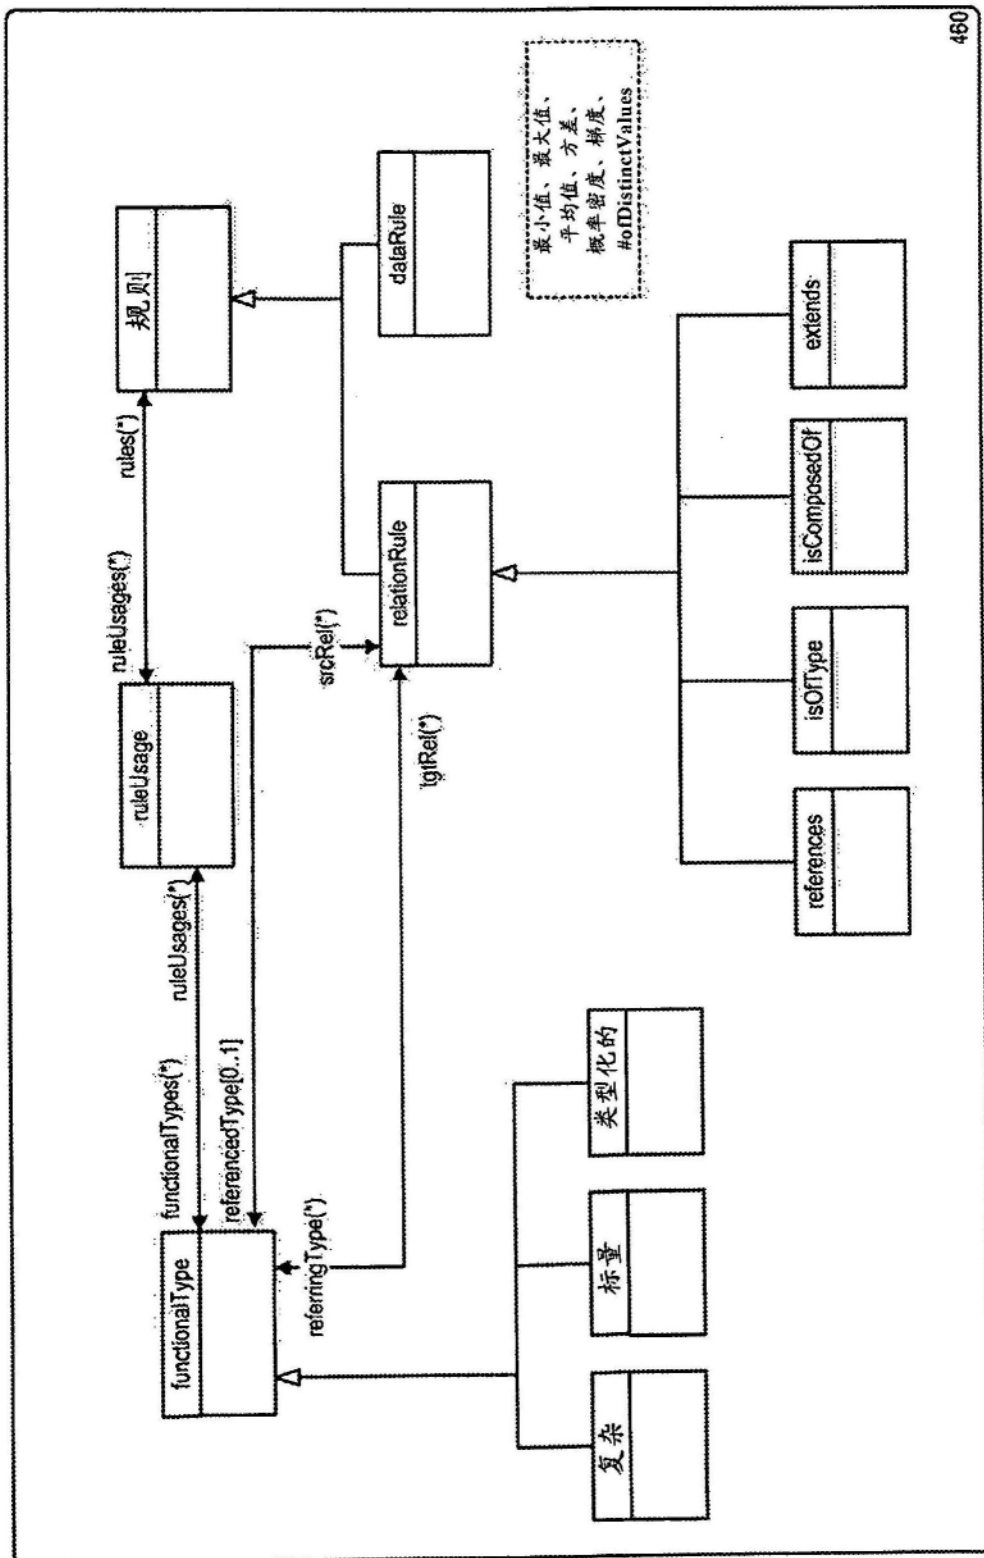 functionalType
functionalTypes(*)
ruleUsages(*)
ruleUsage
ruleUsages(*)
rules(*)
规则
referencedType[0..1]
srcRel(*)
referringType(*)
tgtRel(*)
relationRule
dataRule
最小值、最大值、
平均值、方差、
概率密度、梯度、
#ofDistinctValues
复杂
标量
类型化的
references
isOfType
isComposedOf
extends
460